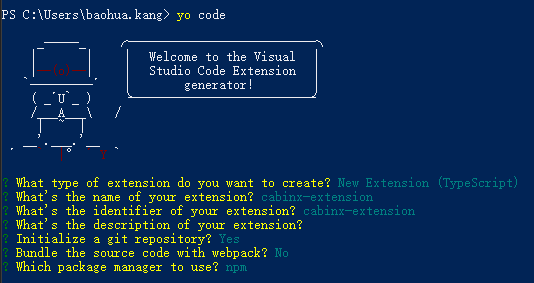 PS C:\Users\baohua.kang> yo code
Welcome to the Visual
Studio Code Extension
generator!
? What type of extension do you want to create? New Extension (TypeScript)
? What's the name of your extension? cabinx-extension
? What's the identifier of your extension? cabinx-extension
? What's the description of your extension?
? Initialize a git repository? Yes
? Bundle the source code with webpack? No
? Which package manager to use? npm